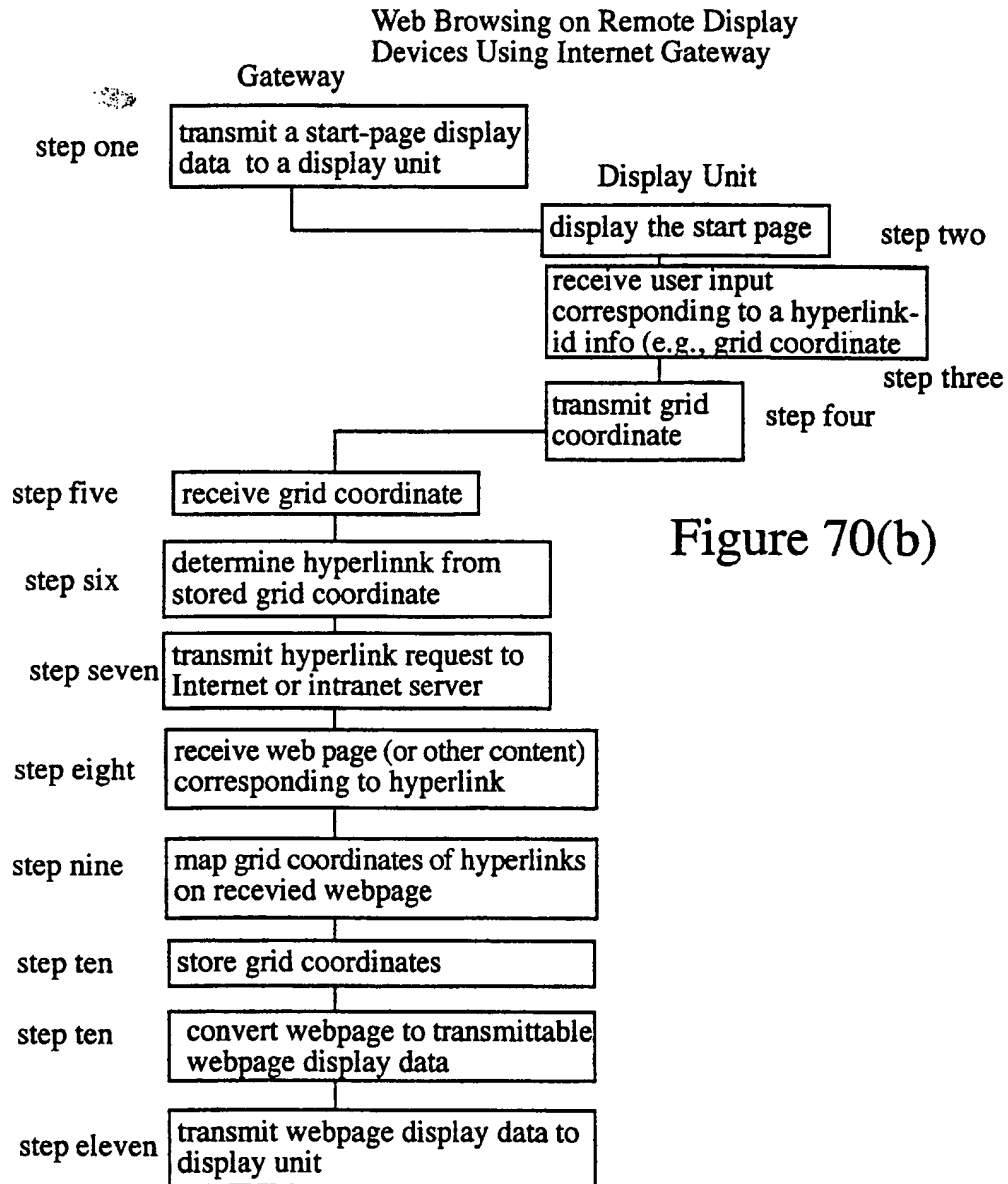 Web Browsing on Remote Display
Devices Using Internet Gateway
Gateway
step one
transmit a start-page display
data to a display unit
Display Unit
display the start page
step two
receive user input
corresponding to a hyperlink-
id info (e.g., grid coordinate
step three
transmit grid
coordinate
step four
step five
receive grid coordinate
Figure 70(b)
step six
determine hyperlinnk from
stored grid coordinate
step seven
transmit hyperlink request to
Internet or intranet server
step eight
receive web page (or other content)
corresponding to hyperlink
step nine
map grid coordinates of hyperlinks
on recevied webpage
step ten
store grid coordinates
step ten
convert webpage to transmittable
webpage display data
step eleven
transmit webpage display data to
display unit